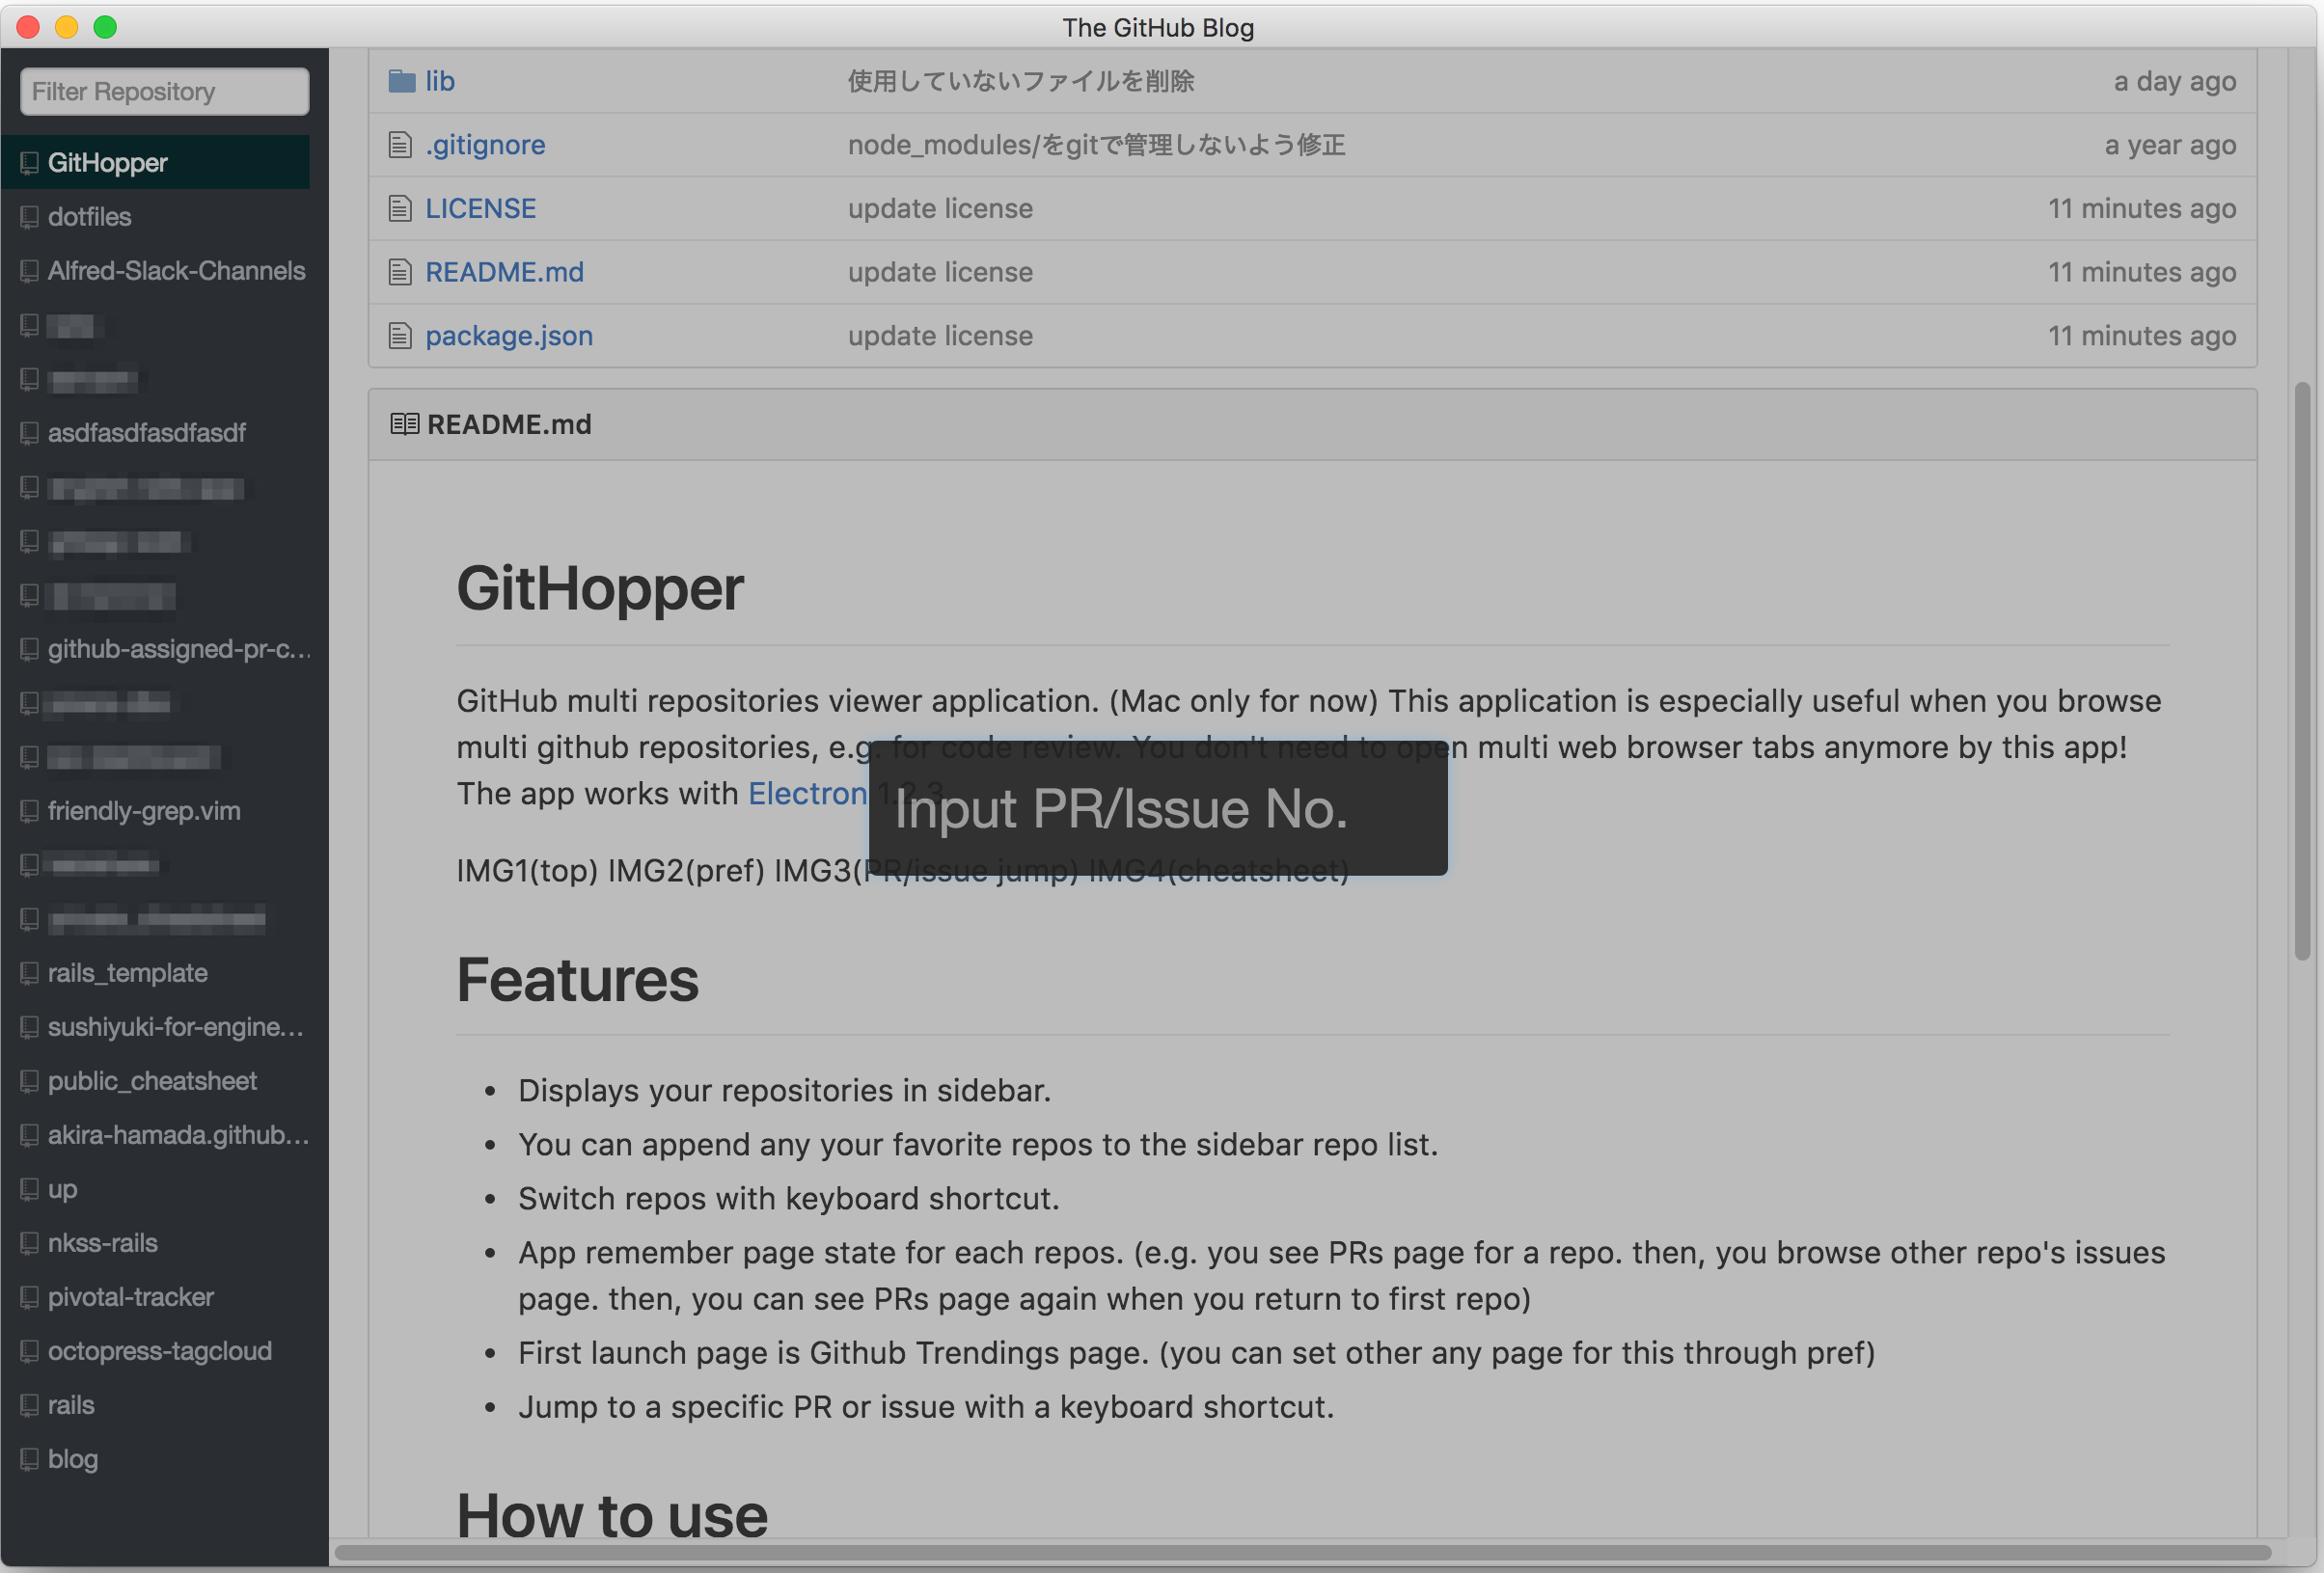 The GitHub Blog
Filter Repository
GitHopper
dotfiles
Alfred-Slack-Channels
asdfasdfasdfasdf
github-assigned-pr-c...
friendly-grep.vim
rails_template
sushiyuki-for-engine...
public_cheatsheet
akira-hamada.github...
up
nkss-rails
pivotal-tracker
octopress-tagcloud
rails
blog
lib 使用していないファイルを削除 a day ago
.gitignore node_modules/をgitで管理しないよう修正 a year ago
LICENSE update license 11 minutes ago
README.md update license 11 minutes ago
package.json update license 11 minutes ago
README.md
GitHopper
GitHub multi repositories viewer application. (Mac only for now) This application is especially useful when you browse
multi github repositories, e.g. for code review. You don't need to open multi web browser tabs anymore by this app!
The app works with Electron 1.2.3
Input PR/Issue No.
IMG1(top) IMG2(pref) IMG3(PR/issue jump) IMG4(cheatsheet)
Features
• Displays your repositories in sidebar.
• You can append any your favorite repos to the sidebar repo list.
• Switch repos with keyboard shortcut.
• App remember page state for each repos. (e.g. you see PRs page for a repo. then, you browse other repo's issues
page. then, you can see PRs page again when you return to first repo)
• First launch page is Github Trendings page. (you can set other any page for this through pref)
• Jump to a specific PR or issue with a keyboard shortcut.
How to use